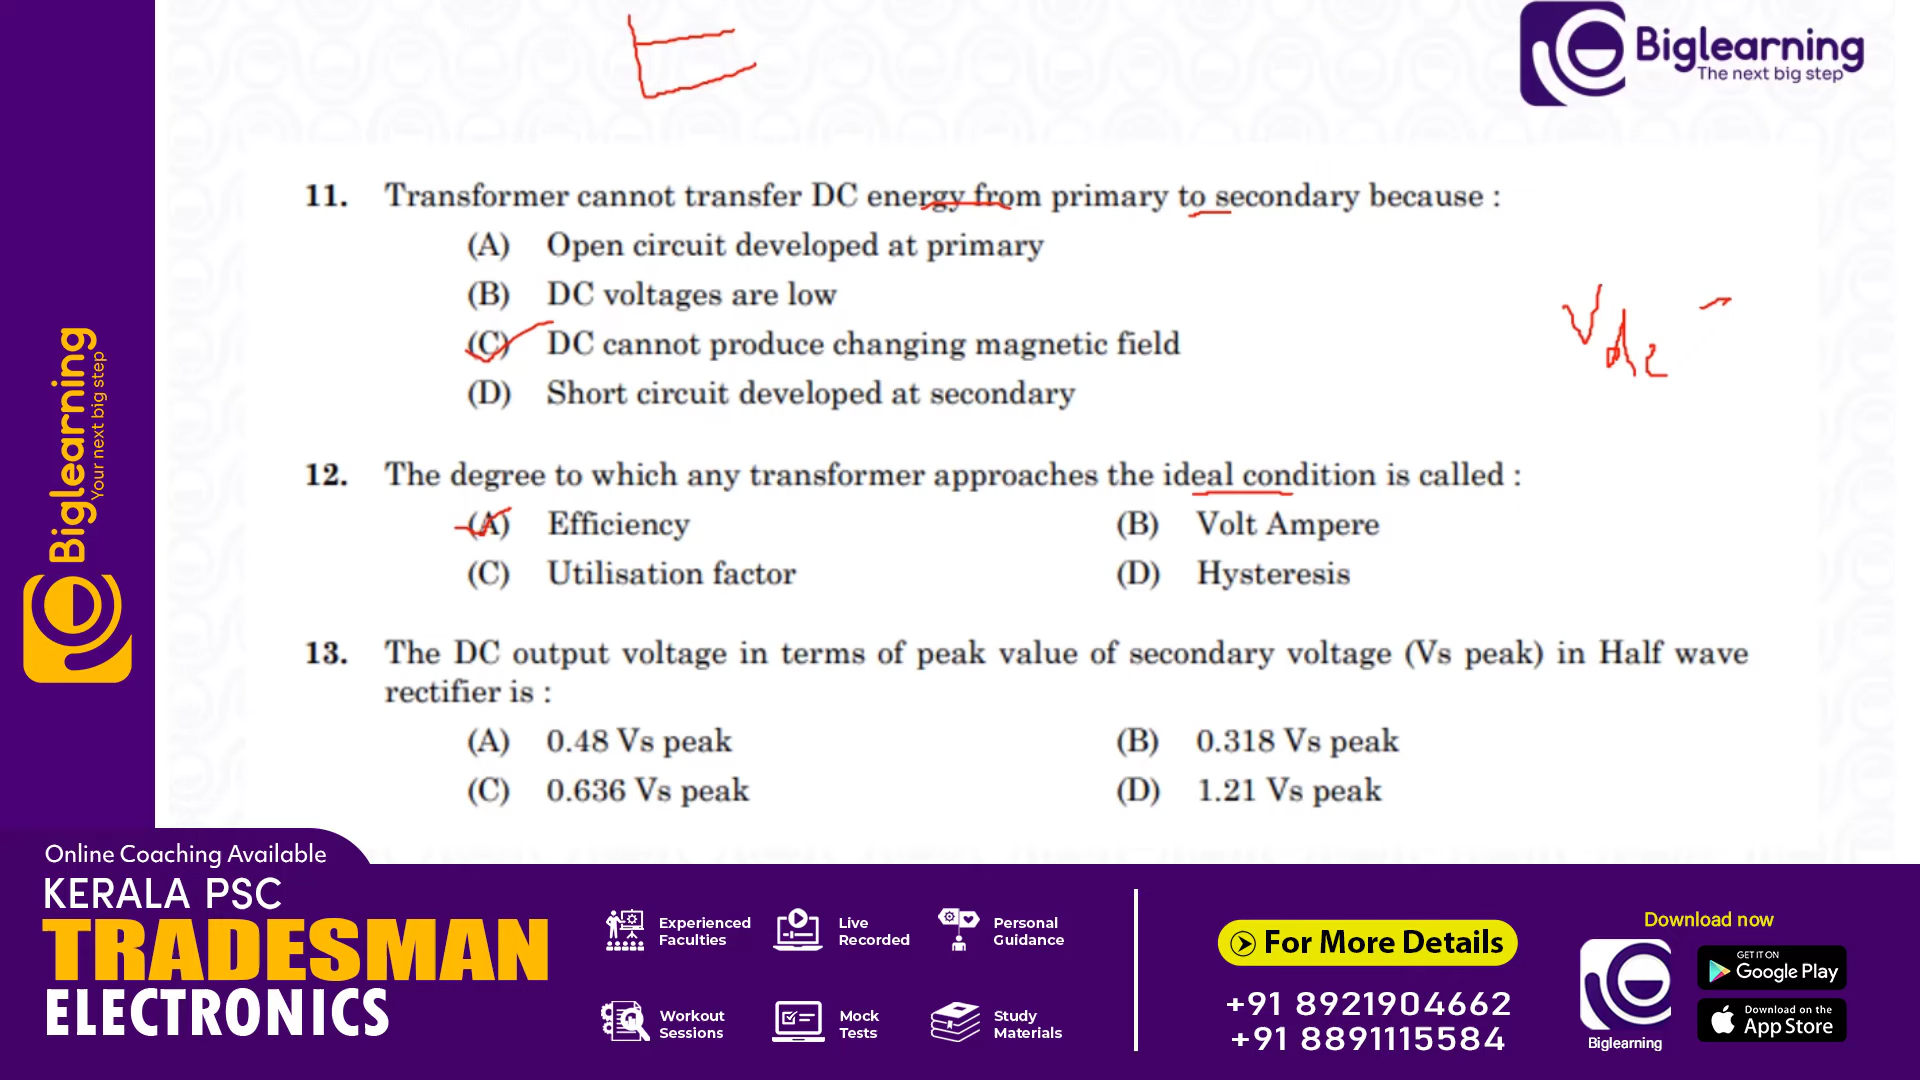 Biglearning
The next big step
11. Transformer cannot transfer DC energy from primary to secondary because :
(A) Open circuit developed at primary
(B) DC voltages are low
(C) DC cannot produce changing magnetic field
(D) Short circuit developed at secondary
Vdc =
12. The degree to which any transformer approaches the ideal condition is called :
(A) Efficiency (B) Volt Ampere
(C) Utilisation factor (D) Hysteresis
13. The DC output voltage in terms of peak value of secondary voltage (Vs peak) in Half wave
rectifier is :
(A) 0.48 Vs peak (B) 0.318 Vs peak
(C) 0.636 Vs peak (D) 1.21 Vs peak
Biglearning
Your next big step
Online Coaching Available
KERALA PSC
TRADESMAN
ELECTRONICS
Experienced
Faculties
Live
Recorded
Personal
Guidance
Workout
Sessions
Mock
Tests
Study
Materials
For More Details
+91 8921904662
+91 8891115584
Download now
Biglearning
GET IT ON
Google Play
Download on the
App Store